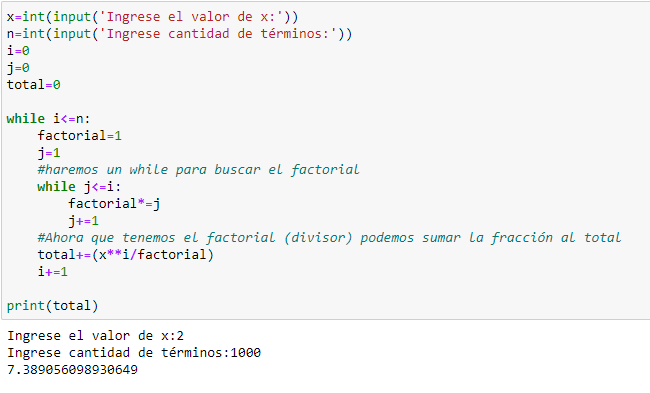 x=int(input('Ingrese el valor de x:'))
n=int(input('Ingrese cantidad de términos:'))
i=0
j=0
total=0

while i<=n:
    factorial=1
    j=1
    #haremos un while para buscar el factorial
    while j<=i:
        factorial*=j
        j+=1
    #Ahora que tenemos el factorial (divisor) podemos sumar la fracción al total
    total+=(x**i/factorial)
    i+=1

print(total)
Ingrese el valor de x:2
Ingrese cantidad de términos:1000
7.389056098930649